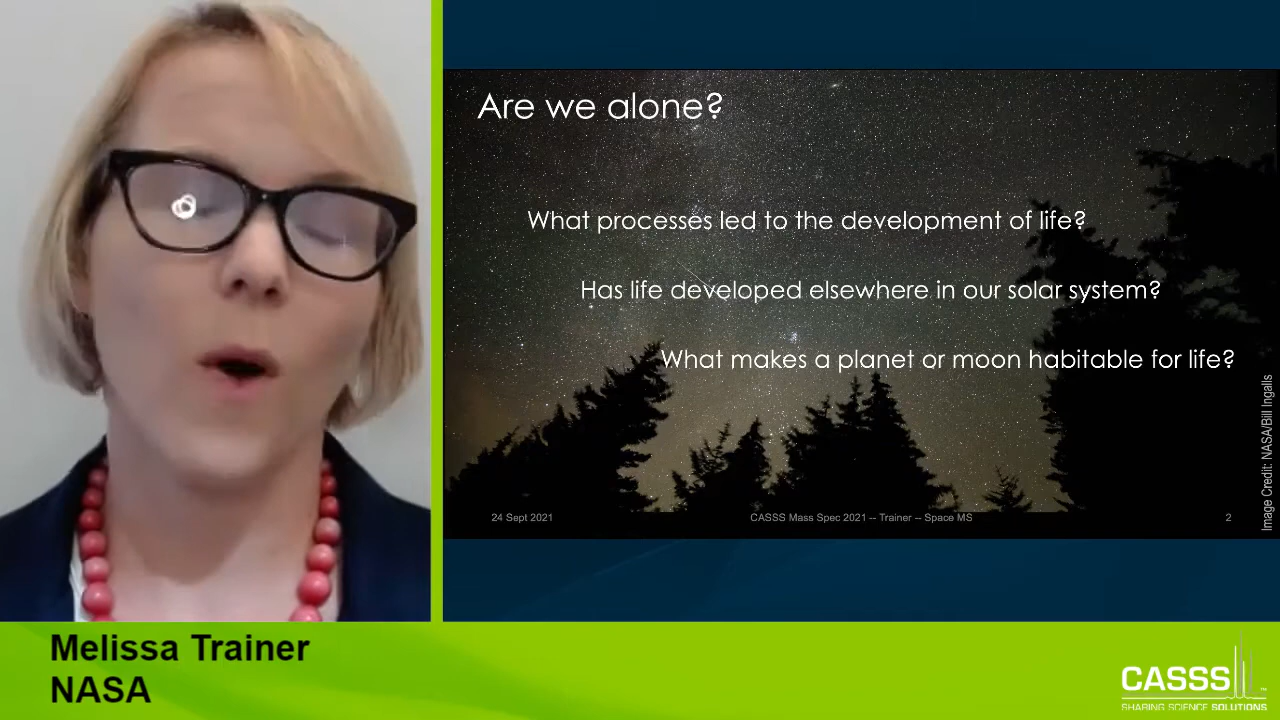 Are we alone?
What processes led to the development of life?
Has life developed elsewhere in our solar system?
What makes a planet or moon habitable for life?
Image Credit: NASA/Bill Ingalls
24 Sept 2021
CASSS Mass Spec 2021 -- Trainer -- Space MS
2
Melissa Trainer
NASA
CASSS
SHARING SCIENCE SOLUTIONS